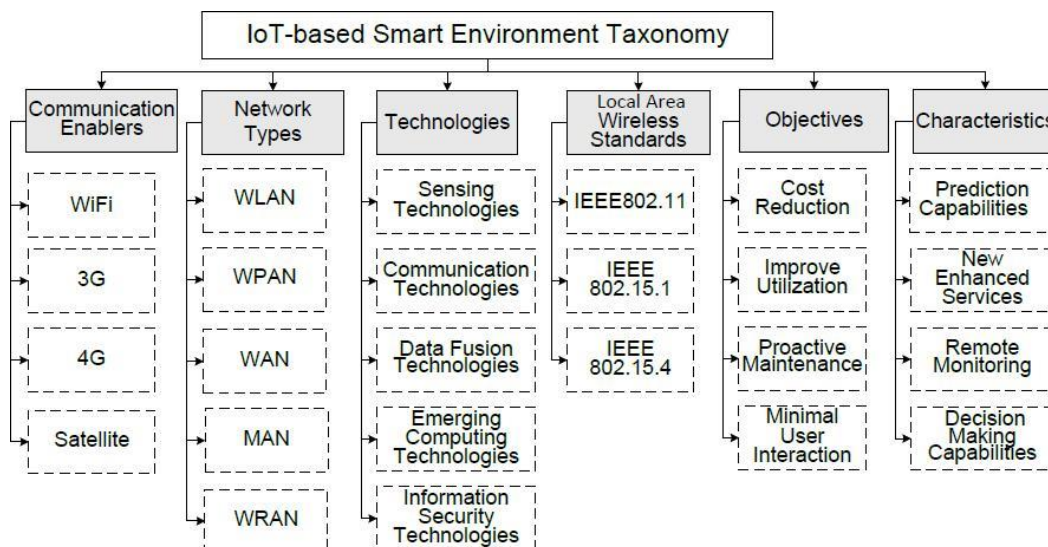 IoT-based Smart Environment Taxonomy
Communication
Enablers
WiFi
3G
4G
Satellite
Network
Types
WLAN
WPAN
WAN
MAN
WRAN
Technologies
Sensing
Technologies
Communication
Technologies
Data Fusion
Technologies
Emerging
Computing
Technologies
Information
Security
Technologies
Local Area
Wireless
Standards
IEEE802.11
IEEE
802.15.1
IEEE
802.15.4
Objectives
Cost
Reduction
Improve
Utilization
Proactive
Maintenance
Minimal
User
Interaction
Characteristics
Prediction
Capabilities
New
Enhanced
Services
Remote
Monitoring
Decision
Making
Capabilities